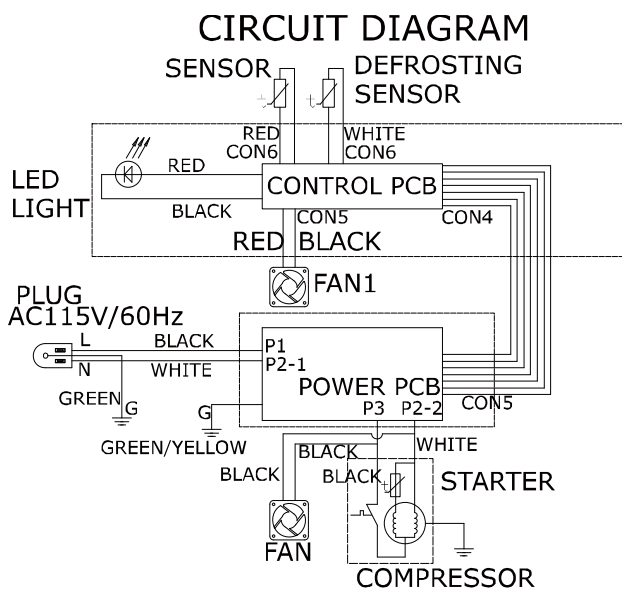 CIRCUIT DIAGRAM
SENSOR
DEFROSTING
SENSOR
t
t
RED
CON6
WHITE
CON6
LED
LIGHT
RED
BLACK
CONTROL PCB
CON5
CON4
RED
BLACK
FAN1
PLUG
AC115V/60Hz
L
N
BLACK
WHITE
P1
P2-1
POWER PCB
P3
P2-2
CON5
GREEN
G
G
GREEN/YELLOW
WHITE
BLACK
BLACK
BLACK
t
STARTER
FAN
COMPRESSOR